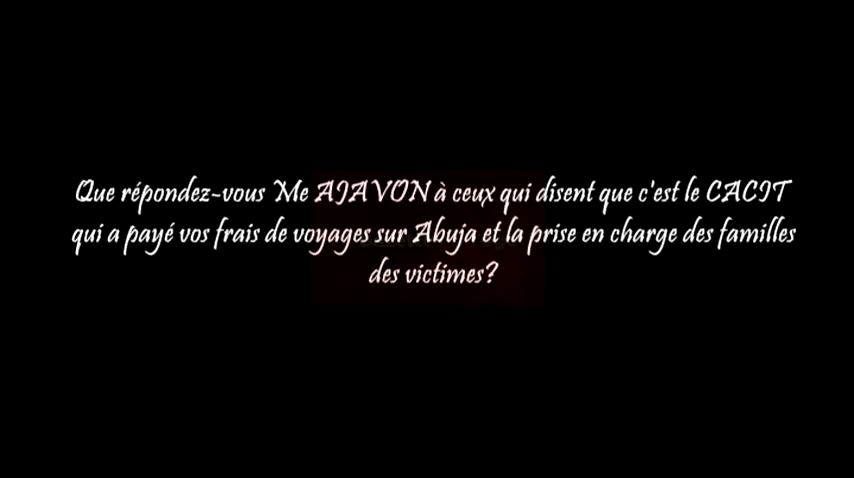 Que répondez-vous Me AJAVON à ceux qui disent que c'est le CACIT
qui a payé vos frais de voyages sur Abuja et la prise en charge des familles
des victimes?